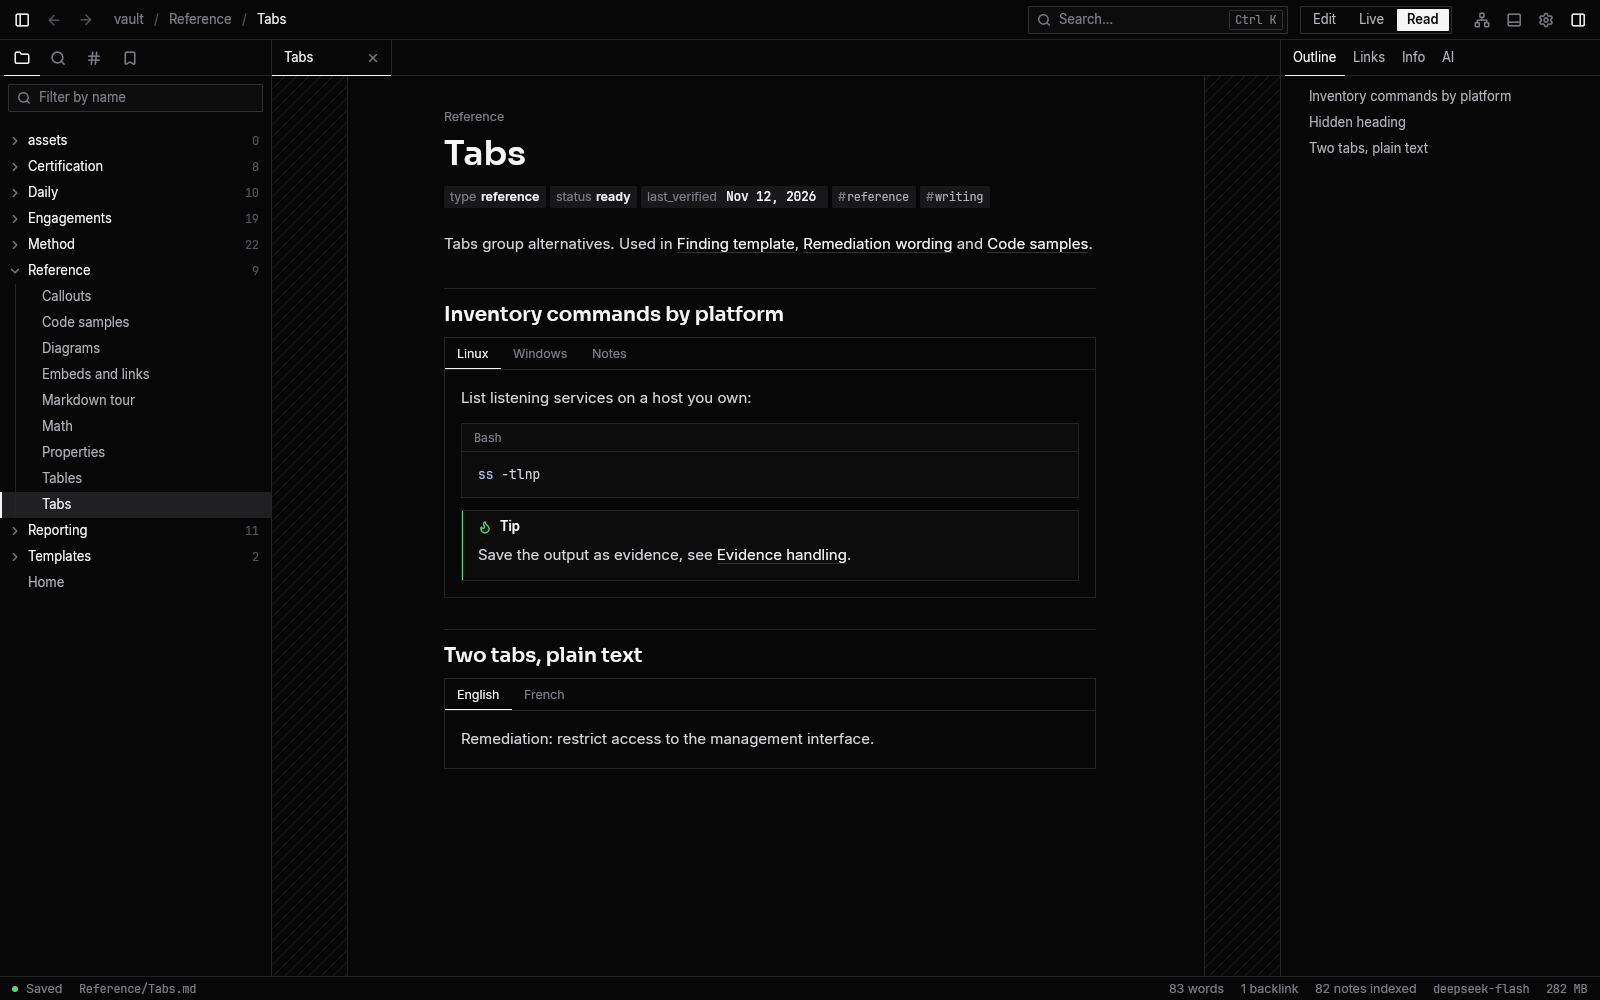 vault / Reference / Tabs
Search...
Ctrl K
Edit Live Read
Tabs
Outline Links Info AI
Filter by name
assets 0
Certification 8
Daily 10
Engagements 19
Method 22
Reference 9
Callouts
Code samples
Diagrams
Embeds and links
Markdown tour
Math
Properties
Tables
Tabs
Reporting 11
Templates 2
Home
Reference
Tabs
type reference status ready last_verified Nov 12, 2026 #reference #writing
Tabs group alternatives. Used in Finding template, Remediation wording and Code samples.
Inventory commands by platform
Linux Windows Notes
List listening services on a host you own:
Bash
ss -tlnp
Tip
Save the output as evidence, see Evidence handling.
Two tabs, plain text
English French
Remediation: restrict access to the management interface.
Inventory commands by platform
Hidden heading
Two tabs, plain text
Saved Reference/Tabs.md
83 words 1 backlink 82 notes indexed deepseek-flash 282 MB